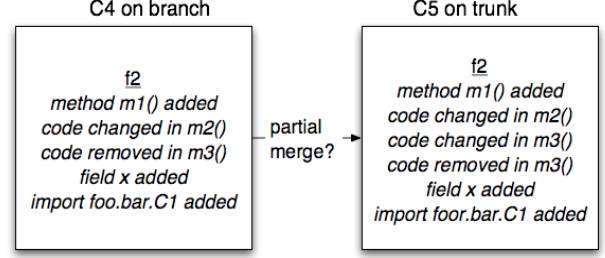 C4 on branch
C5 on trunk
f2
method m1() added
code changed in m2()
code removed in m3()
field x added
import foo.bar.C1 added
partial
merge?
f2
method m1() added
code changed in m2()
code changed in m3()
code removed in m3()
field x added
import foor.bar.C1 added